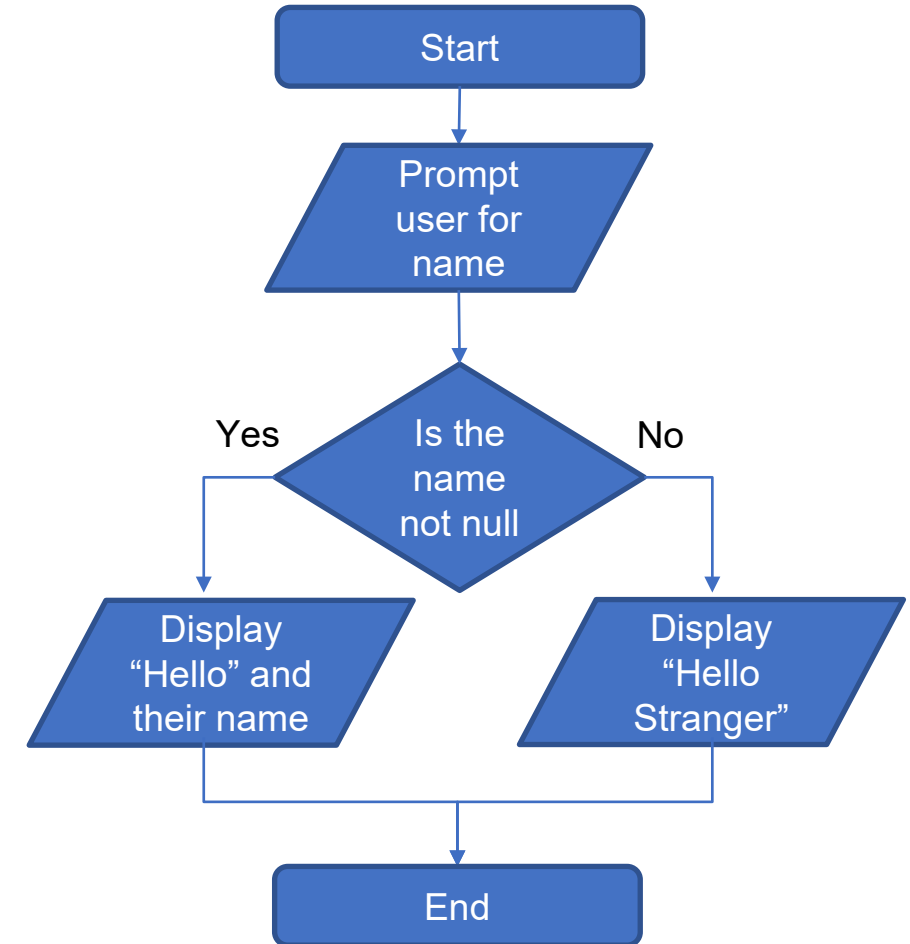 Start
Prompt
user for
name
Yes
Is the
name
not null
No
Display
“Hello” and
their name
Display
“Hello
Stranger”
End